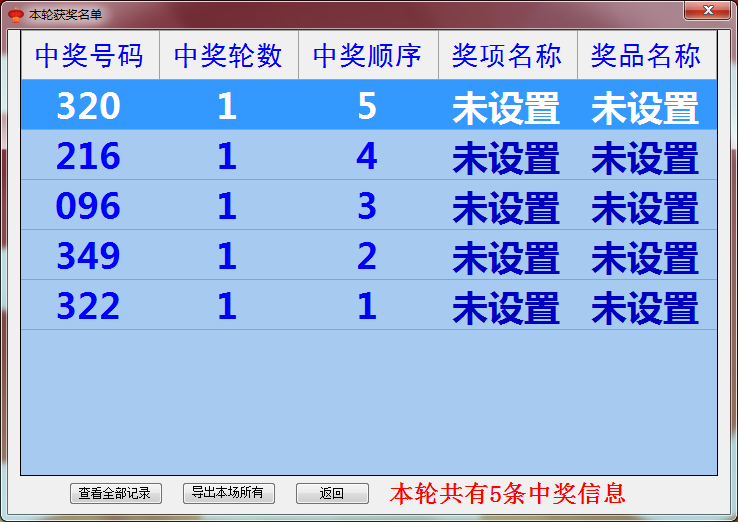 本轮获奖名单
中奖号码 中奖轮数 中奖顺序 奖项名称 奖品名称
320 1 5 未设置 未设置
216 1 4 未设置 未设置
096 1 3 未设置 未设置
349 1 2 未设置 未设置
322 1 1 未设置 未设置
查看全部记录 导出本场所有 返回 本轮共有5条中奖信息